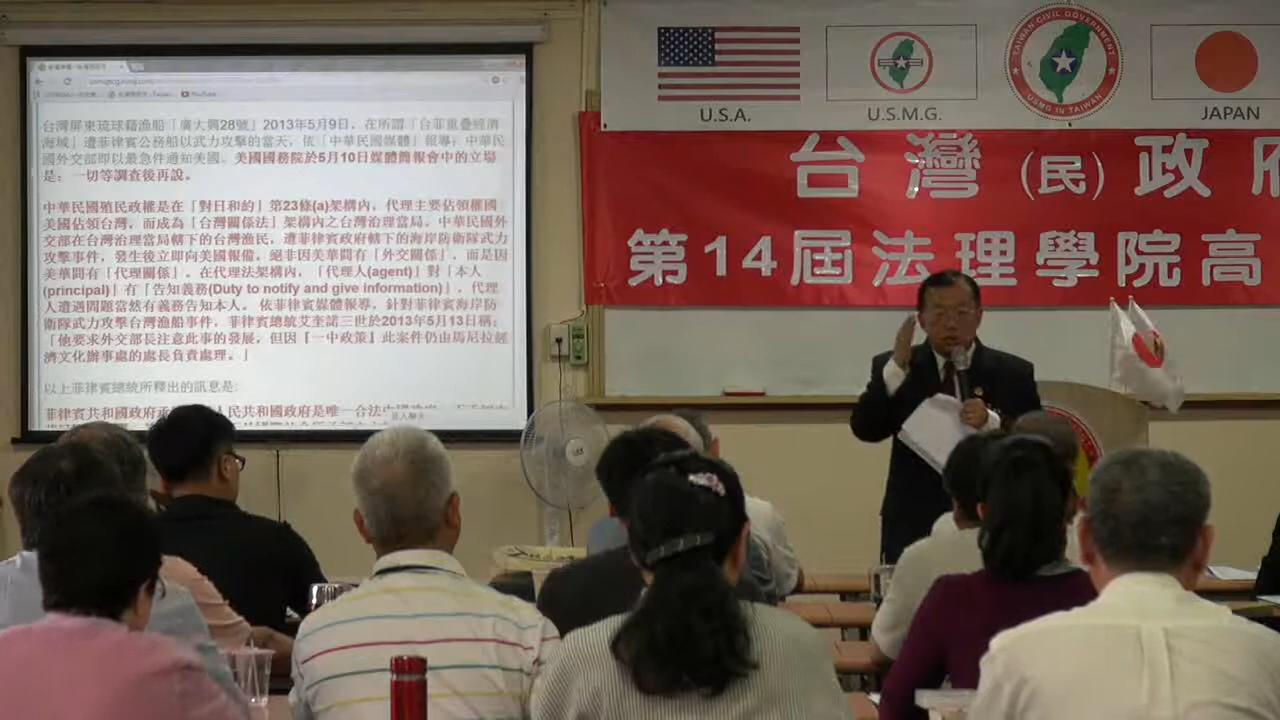 台灣屏東琉球籍漁船「廣大興28號」2013年5月9日，在所謂「台菲重疊經濟
海域」遭菲律賓公務船以武力攻擊的當天，依「中華民國媒體」報導，中華民
國外交部即以最急件通知美國。美國國務院於5月10日媒體簡報會中的立場
是：一切等調查後再說。
中華民國殖民政權是在「對日和約」第23條(a)架構內，代理主要佔領權國
美國佔領台灣，而成為「台灣關係法」架構內之台灣治理當局。中華民國外
交部在台灣治理當局轄下的台灣漁民，遭菲律賓政府轄下的海岸防衛隊武力
攻擊事件，發生後立即向美國報備，絕非因美華間有「外交關係」，而是因
美華間有「代理關係」。在代理法架構內，「代理人(agent)」對「本人
(principal)」有「告知義務(Duty to notify and give information)」，代理
人遭遇問題當然有義務告知本人。依菲律賓媒體報導，針對菲律賓海岸防
衛隊武力攻擊台灣漁船事件，菲律賓總統艾奎諾三世於2013年5月13日稱：
「他要求外交部長注意此事的發展，但因『一中政策』此案件仍由馬尼拉經
濟文化辦事處的處長負責處理。」
以上菲律賓總統所釋出的訊息是:
U.S.A.
U.S.M.G.
TAIWAN CIVIL GOVERNMENT
USMG IN TAIWAN
JAPAN
台灣(民)政府
第14屆法理學院高